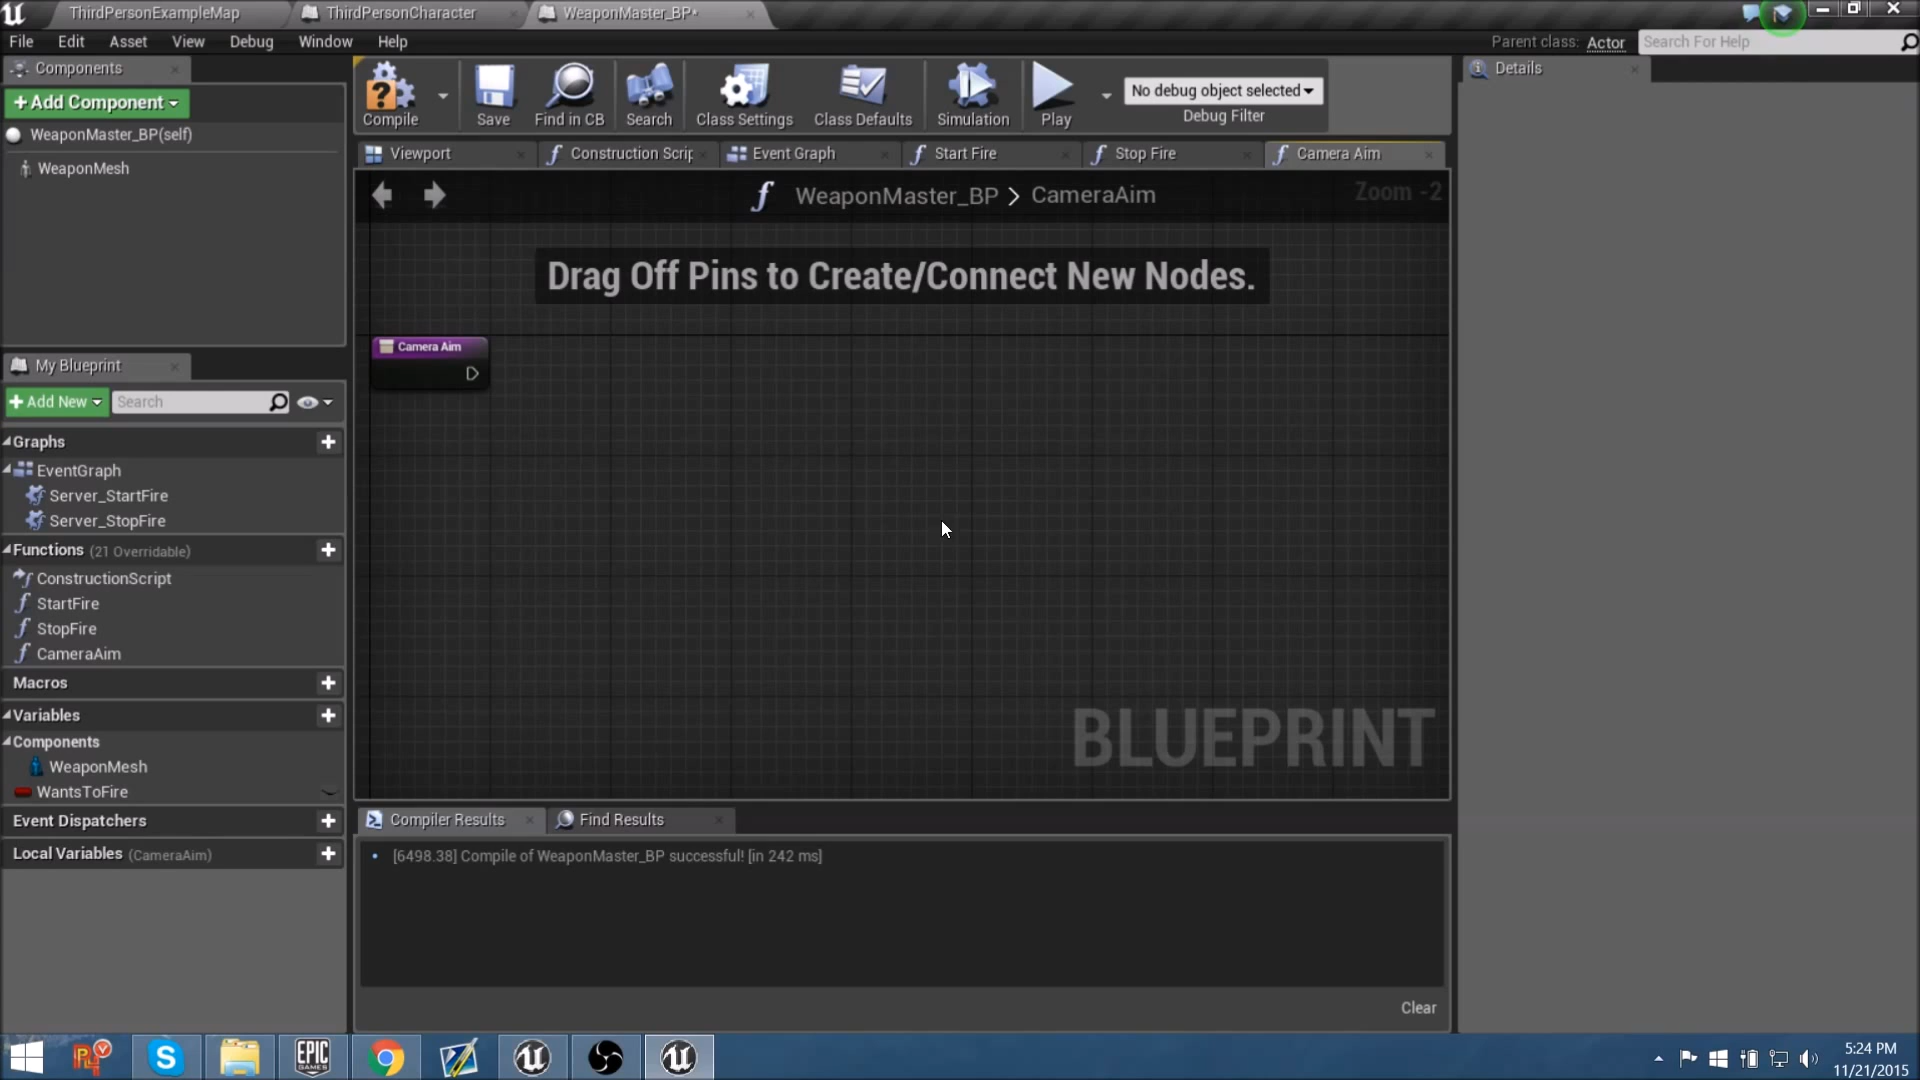 ThirdPersonExampleMap
ThirdPersonCharacter
WeaponMaster_BP*
File Edit Asset View Debug Window Help
Parent class: Actor
Search For Help
Components
+Add Component
WeaponMaster_BP(self)
WeaponMesh
Compile
Save
Find in CB
Search
Class Settings
Class Defaults
Simulation
Play
No debug object selected
Debug Filter
Details
Viewport
Construction Scrip
Event Graph
Start Fire
Stop Fire
Camera Aim
WeaponMaster_BP > CameraAim
Zoom -2
Drag Off Pins to Create/Connect New Nodes.
Camera Aim
BLUEPRINT
My Blueprint
+Add New
Search
Graphs
EventGraph
Server_StartFire
Server_StopFire
Functions (21 Overridable)
ConstructionScript
StartFire
StopFire
CameraAim
Macros
Variables
Components
WeaponMesh
WantsToFire
Event Dispatchers
Local Variables (CameraAim)
Compiler Results
Find Results
[6498.38] Compile of WeaponMaster_BP successful! [in 242 ms]
Clear
EPIC
GAMES
5:24 PM
11/21/2015